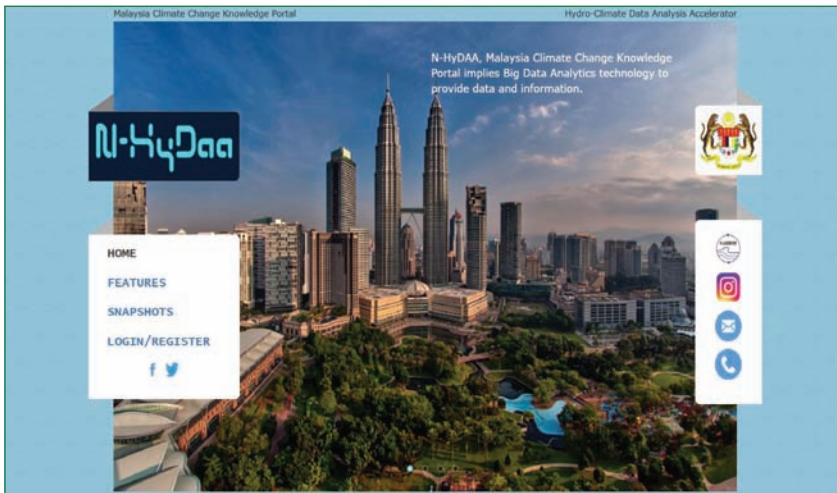 Malaysia Climate Change Knowledge Portal
Hydro-Climate Data Analysis Accelerator
N-HyDAA, Malaysia Climate Change Knowledge
Portal implies Big Data Analytics technology to
provide data and information.
N-HyDaa
HOME
FEATURES
SNAPSHOTS
LOGIN/REGISTER